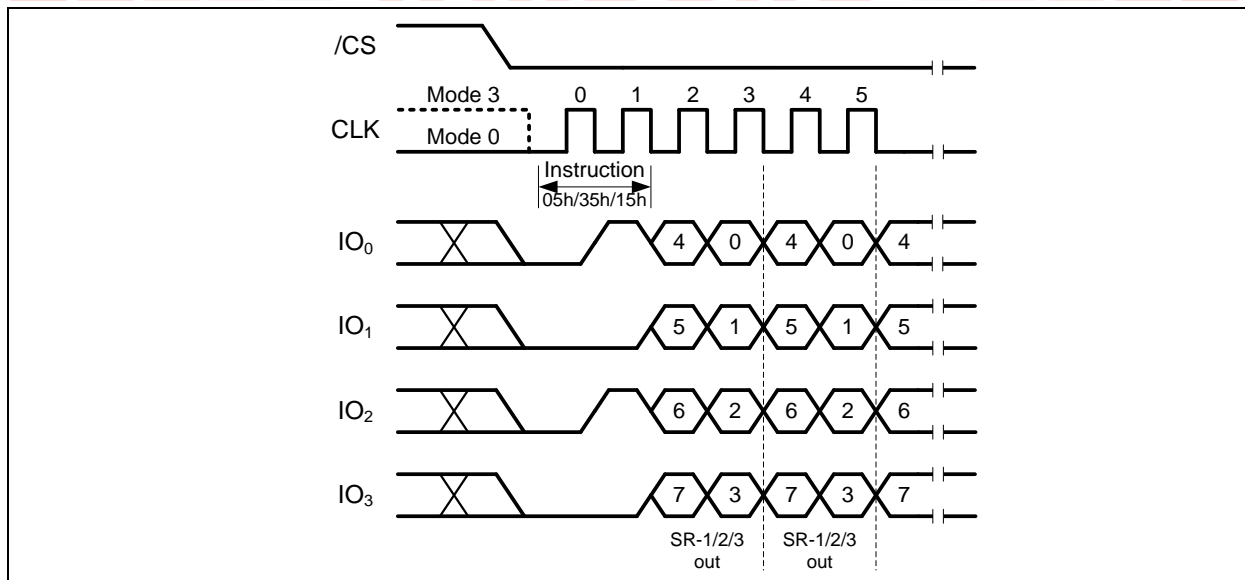 /CS
Mode 3 0 1 2 3 4 5
CLK
Mode 0
Instruction
05h/35h/15h
IO₀ 4 0 4 0 4
IO₁ 5 1 5 1 5
IO₂ 6 2 6 2 6
IO₃ 7 3 7 3 7
SR-1/2/3 SR-1/2/3
out out